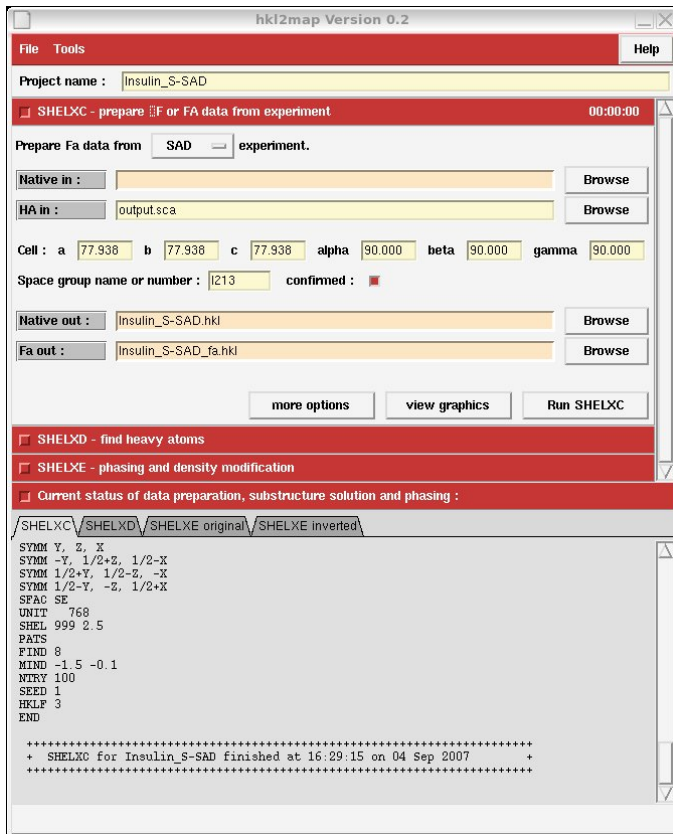 hkl2map Version 0.2
File Tools Help
Project name : Insulin_S-SAD
SHELXC - prepare F or FA data from experiment 00:00:00
Prepare Fa data from SAD experiment.
Native in : Browse
HA in : output.sca Browse
Cell : a 77.938 b 77.938 c 77.938 alpha 90.000 beta 90.000 gamma 90.000
Space group name or number : I213 confirmed :
Native out : Insulin_S-SAD.hkl Browse
Fa out : Insulin_S-SAD_fa.hkl Browse
more options view graphics Run SHELXC
SHELXD - find heavy atoms
SHELXE - phasing and density modification
Current status of data preparation, substructure solution and phasing :
SHELXC SHELXD SHELXE original SHELXE inverted
SYMM Y, Z, X
SYMM -Y, 1/2+Z, 1/2-X
SYMM 1/2+Y, 1/2-Z, -X
SYMM 1/2-Y, -Z, 1/2+X
SFAC SE
UNIT 768
SHEL 999 2.5
PATS
FIND 8
MIND -1.5 -0.1
NTRY 100
SEED 1
HKLF 3
END
++++++++++++++++++++++++++++++++++++++++++++++++++++++++++++++++++++++
+ SHELXC for Insulin_S-SAD finished at 16:29:15 on 04 Sep 2007 +
++++++++++++++++++++++++++++++++++++++++++++++++++++++++++++++++++++++